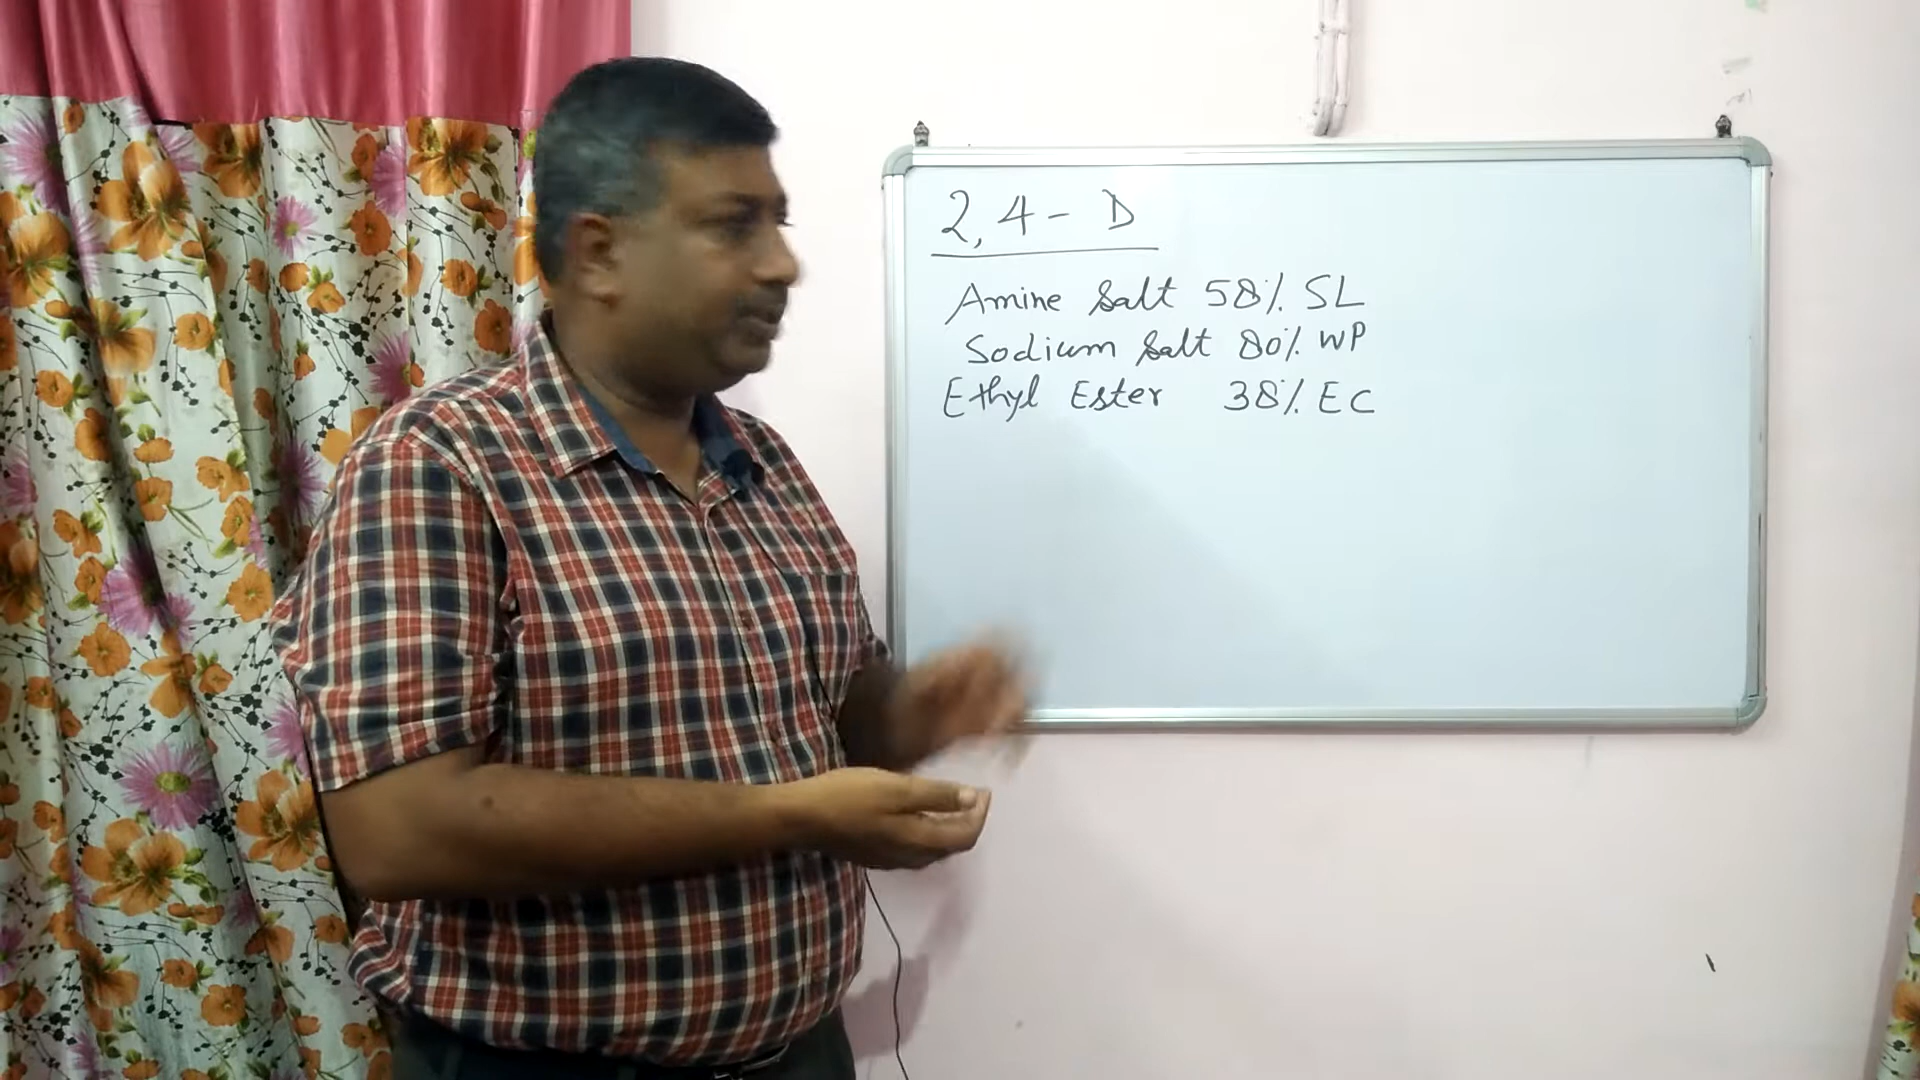 2,4- D
Amine Salt 58% SL
Sodium Salt 80% WP
Ethyl Ester 38% EC